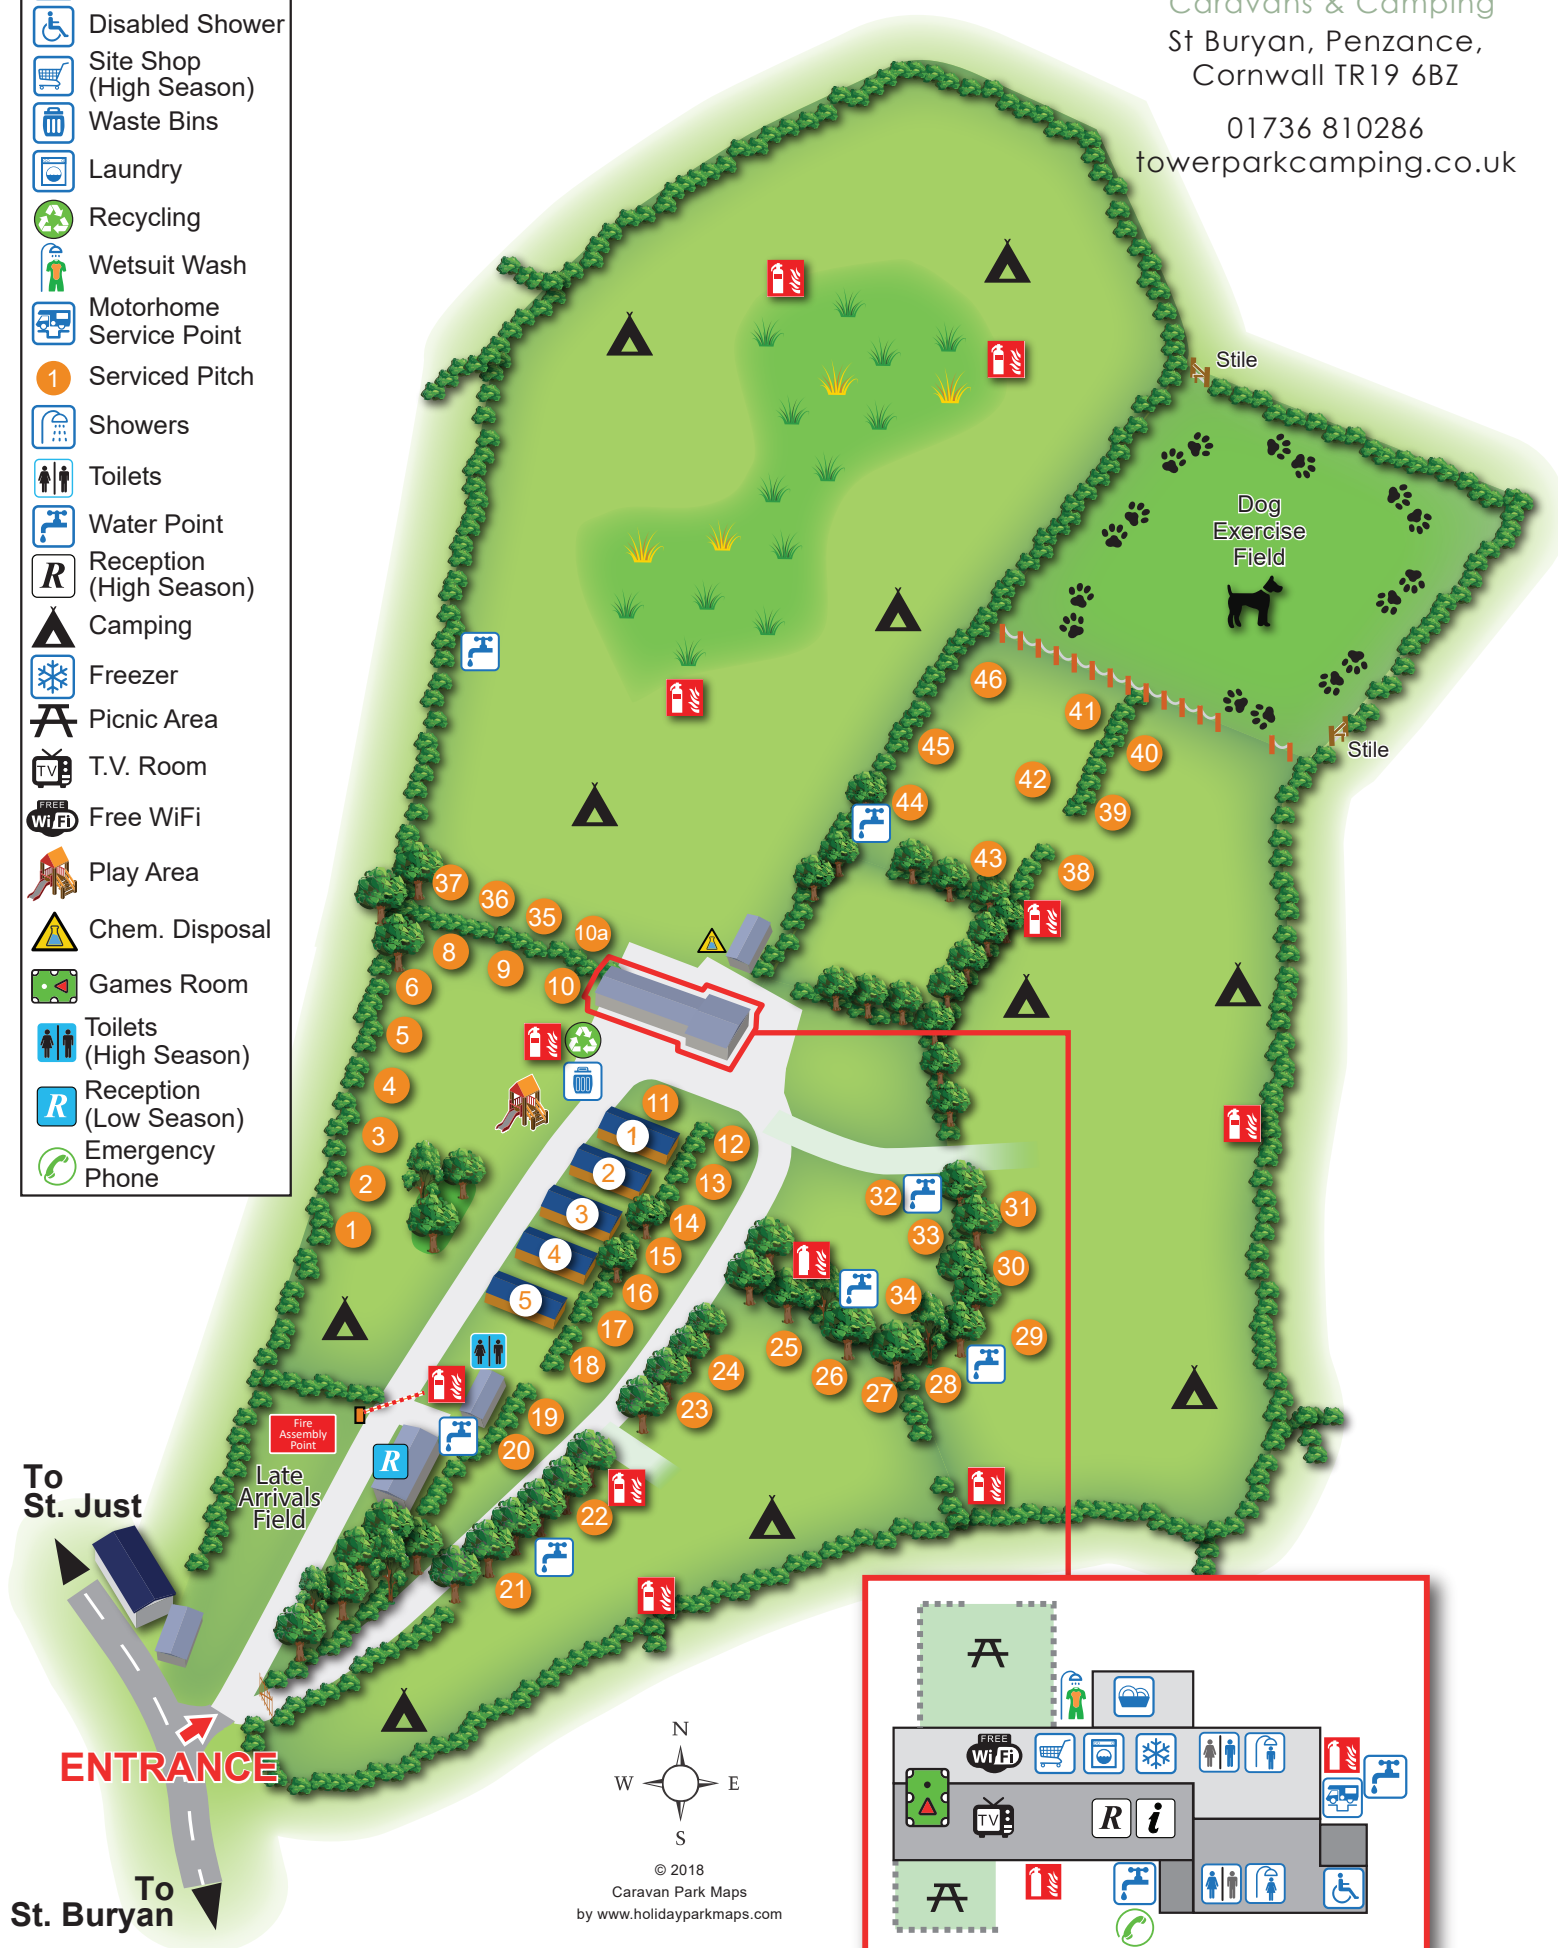 Disabled Shower
Site Shop
(High Season)
Waste Bins
Laundry
Recycling
Wetsuit Wash
Motorhome
Service Point
1 Serviced Pitch
Showers
Toilets
Water Point
R Reception
(High Season)
Camping
Freezer
Picnic Area
TV T.V. Room
FREE
WiFi Free WiFi
Play Area
Chem. Disposal
Games Room
Toilets
(High Season)
R Reception
(Low Season)
Emergency
Phone
Caravans & Camping
St Buryan, Penzance,
Cornwall TR19 6BZ
01736 810286
towerparkcamping.co.uk
Stile
Dog
Exercise
Field
Stile
46
41
45
40
42
44
39
43
38
37
36
35
10a
8
9
10
6
5
4
3
2
1
11
12
13
14
15
16
17
18
19
20
1
2
3
4
5
32
31
33
30
34
29
25
26
27
28
24
23
22
21
Fire
Assembly
Point
R
Late
Arrivals
Field
To
St. Just
ENTRANCE
To
St. Buryan
N
W
E
S
© 2018
Caravan Park Maps
by www.holidayparkmaps.com
FREE
WiFi
TV
R
i